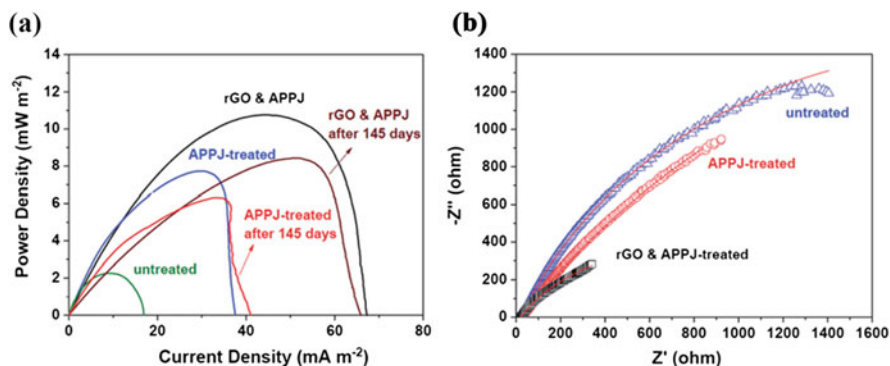 (a)
Power Density (mW m⁻²)
14
12
10
8
6
4
2
0
rGO & APPJ
rGO & APPJ
after 145 days
APPJ-treated
APPJ-treated
after 145 days
untreated
0
20
40
60
80
Current Density (mA m⁻²)
(b)
-Z'' (ohm)
1400
1200
1000
800
600
400
200
0
untreated
APPJ-treated
rGO & APPJ-treated
0
200
400
600
800
1000
1200
1400
1600
Z' (ohm)